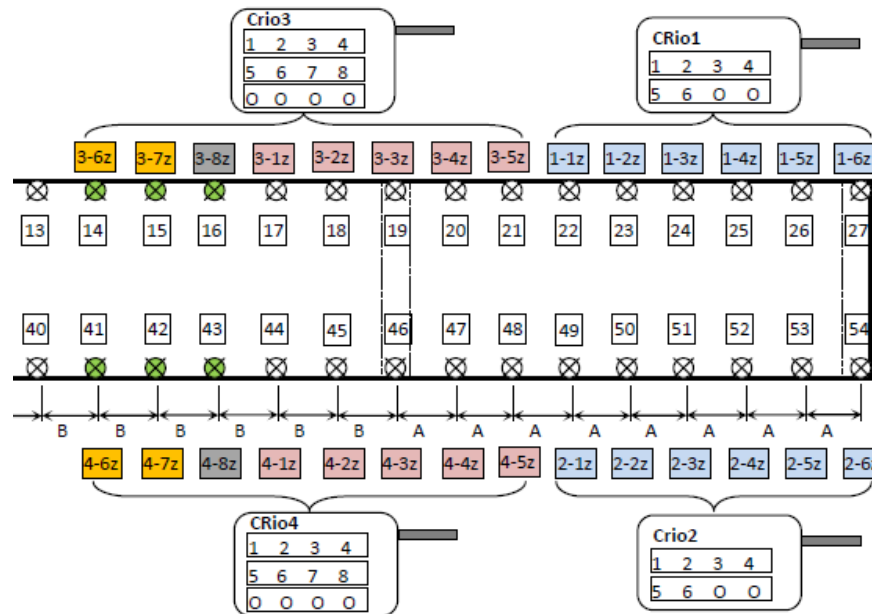 Crio3
1 2 3 4
5 6 7 8
O O O O
CRio1
1 2 3 4
5 6 O O
3-6z 3-7z 3-8z 3-1z 3-2z 3-3z 3-4z 3-5z 1-1z 1-2z 1-3z 1-4z 1-5z 1-6z
13 14 15 16 17 18 19 20 21 22 23 24 25 26 27
40 41 42 43 44 45 46 47 48 49 50 51 52 53 54
B B B B B B A A A A A A A A
4-6z 4-7z 4-8z 4-1z 4-2z 4-3z 4-4z 4-5z 2-1z 2-2z 2-3z 2-4z 2-5z 2-6z
CRio4
1 2 3 4
5 6 7 8
O O O O
Crio2
1 2 3 4
5 6 O O